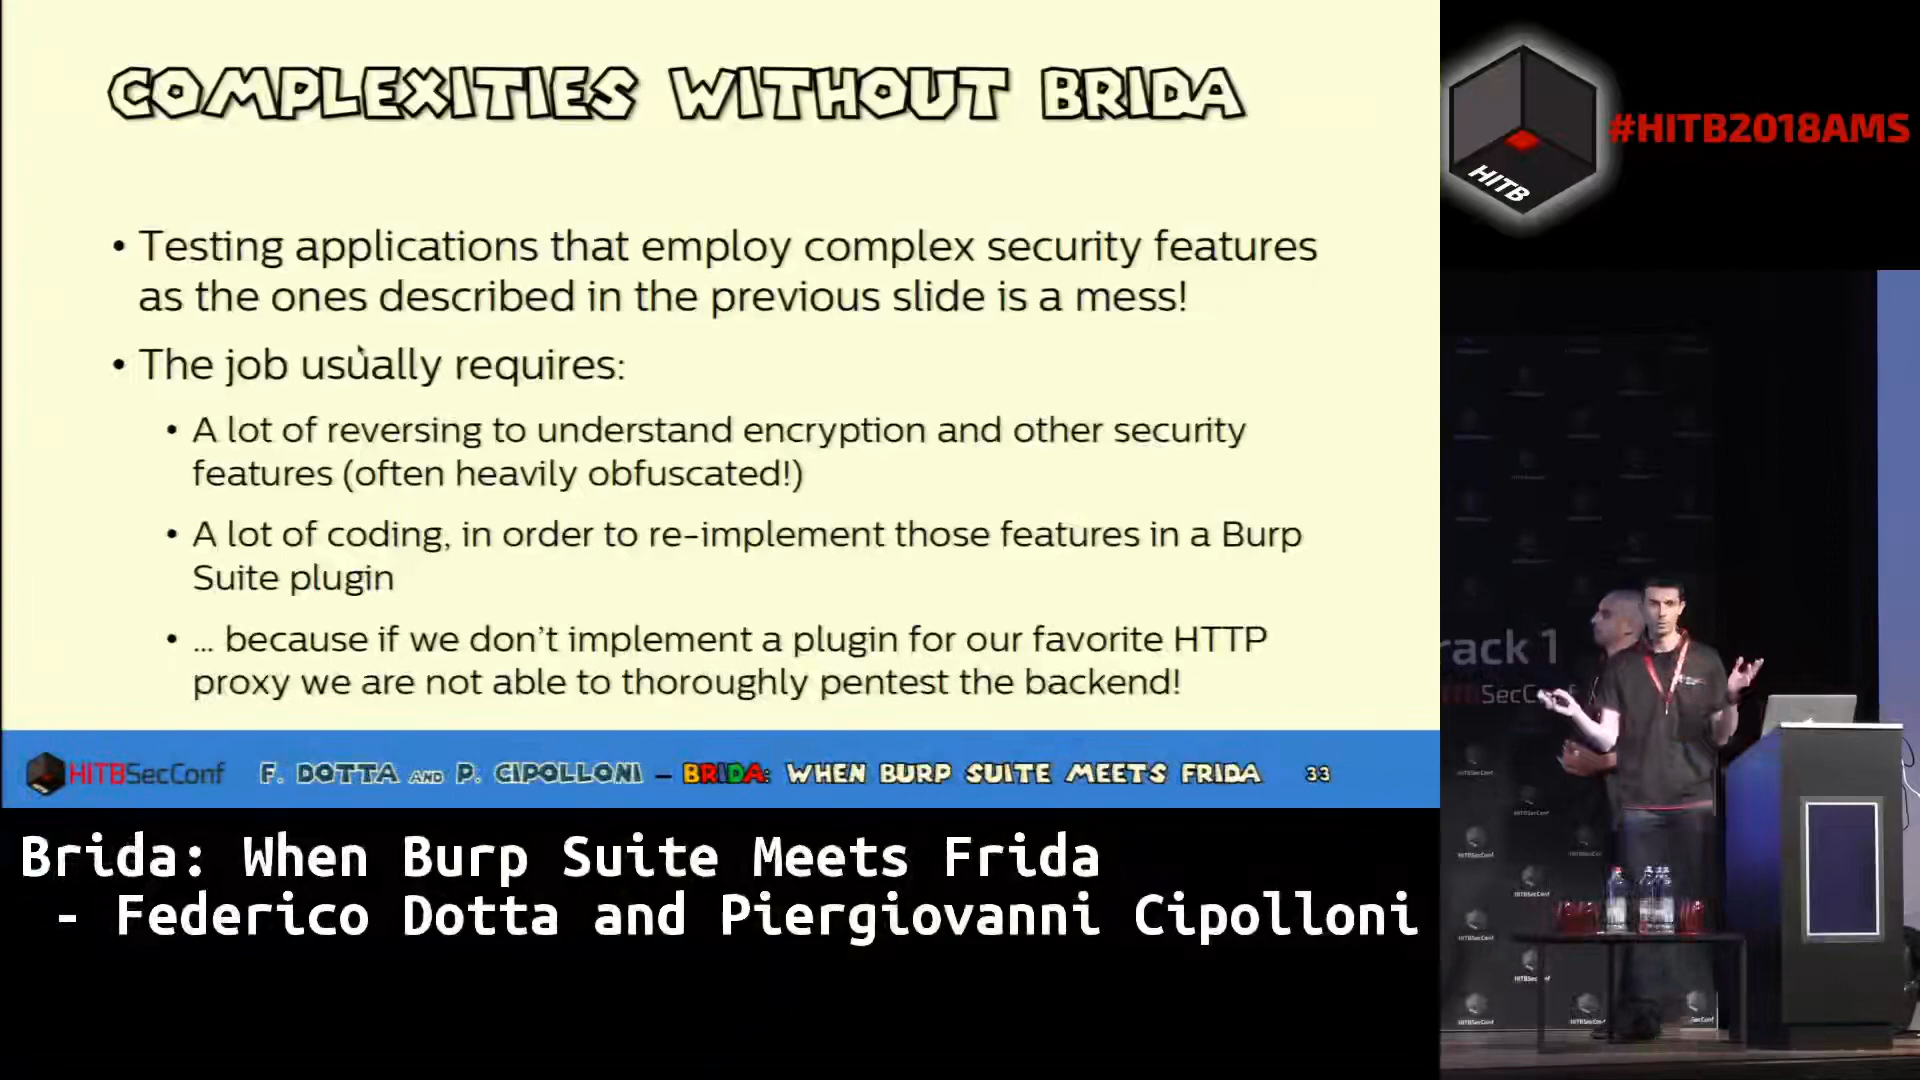 COMPLEXITIES WITHOUT BRIDA
• Testing applications that employ complex security features
as the ones described in the previous slide is a mess!
• The job usually requires:
• A lot of reversing to understand encryption and other security
features (often heavily obfuscated!)
• A lot of coding, in order to re-implement those features in a Burp
Suite plugin
• ... because if we don't implement a plugin for our favorite HTTP
proxy we are not able to thoroughly pentest the backend!
HITBSecConf F. DOTTA AND P. CIPOLLONI – BRIDA: WHEN BURP SUITE MEETS FRIDA 33
Brida: When Burp Suite Meets Frida
- Federico Dotta and Piergiovanni Cipolloni
HITB
#HITB2018AMS
rack 1
SecConf